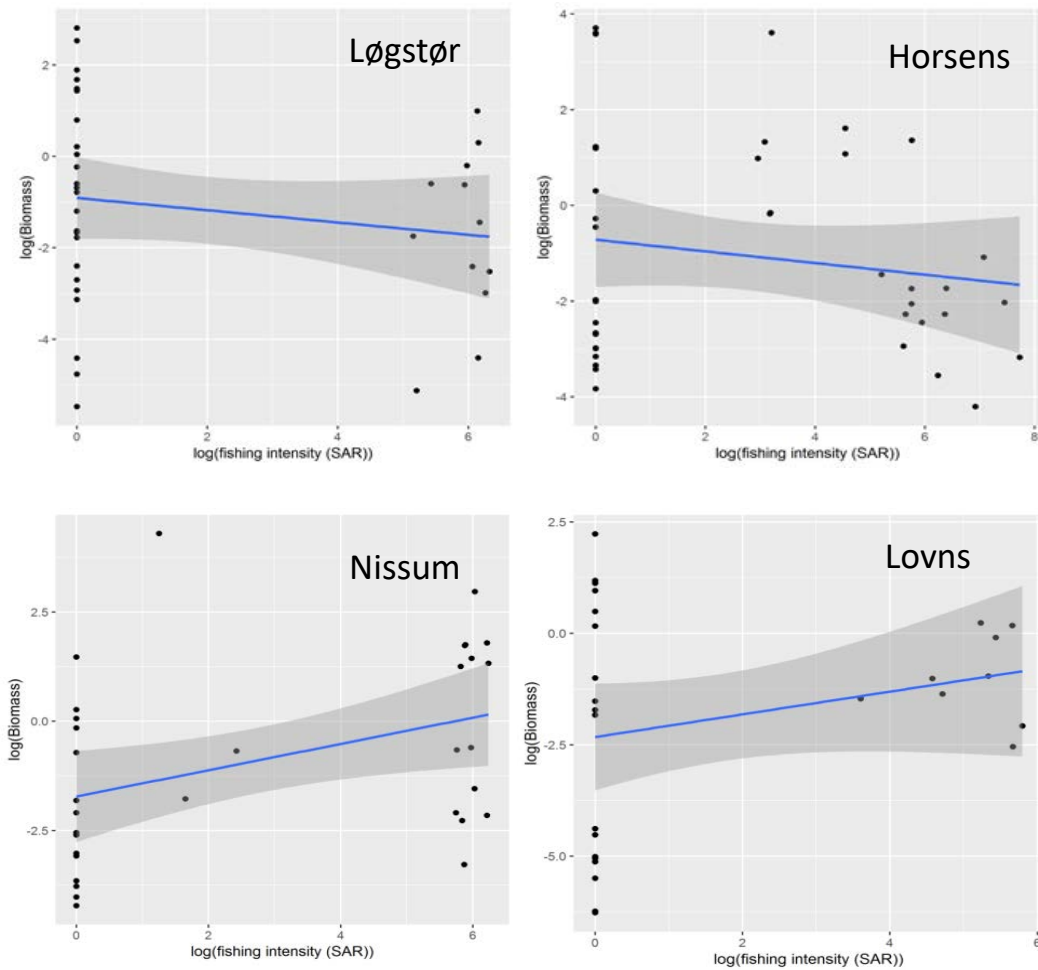 Løgstør
log(Biomass)
2
0
-2
-4
0
2
4
6
log(fishing intensity (SAR))
Horsens
log(Biomass)
4
2
0
-2
-4
0
2
4
6
8
log(fishing intensity (SAR))
Nissum
log(Biomass)
2.5
0.0
-2.5
0
2
4
6
log(fishing intensity (SAR))
Lovns
log(Biomass)
2.5
0.0
-2.5
-5.0
0
2
4
6
log(fishing intensity (SAR))